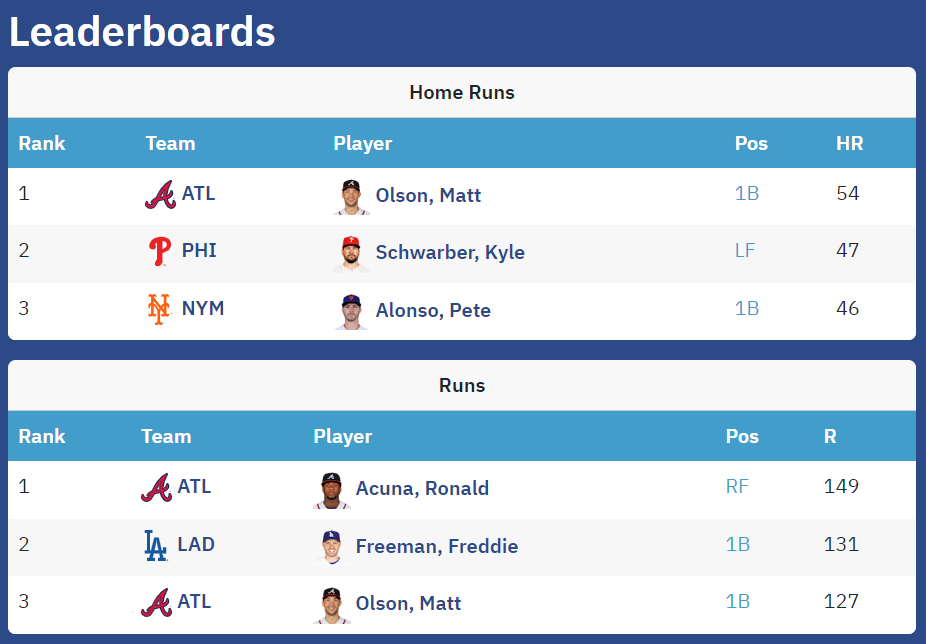 Leaderboards
Home Runs
Rank Team Player Pos HR
1 ATL Olson, Matt 1B 54
2 PHI Schwarber, Kyle LF 47
3 NYM Alonso, Pete 1B 46
Runs
Rank Team Player Pos R
1 ATL Acuna, Ronald RF 149
2 LAD Freeman, Freddie 1B 131
3 ATL Olson, Matt 1B 127